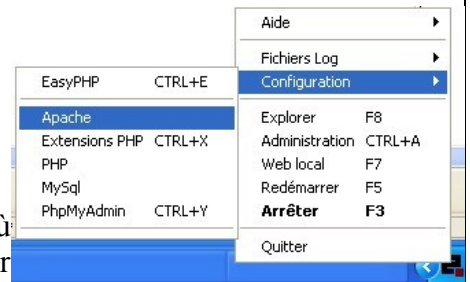 Aide
Fichiers Log
Configuration
EasyPHP CTRL+E
Apache
Extensions PHP CTRL+X
PHP
MySql
PhpMyAdmin CTRL+Y
Explorer F8
Administration CTRL+A
Web local F7
Redémarrer F5
Arrêter F3
Quitter
ù
r